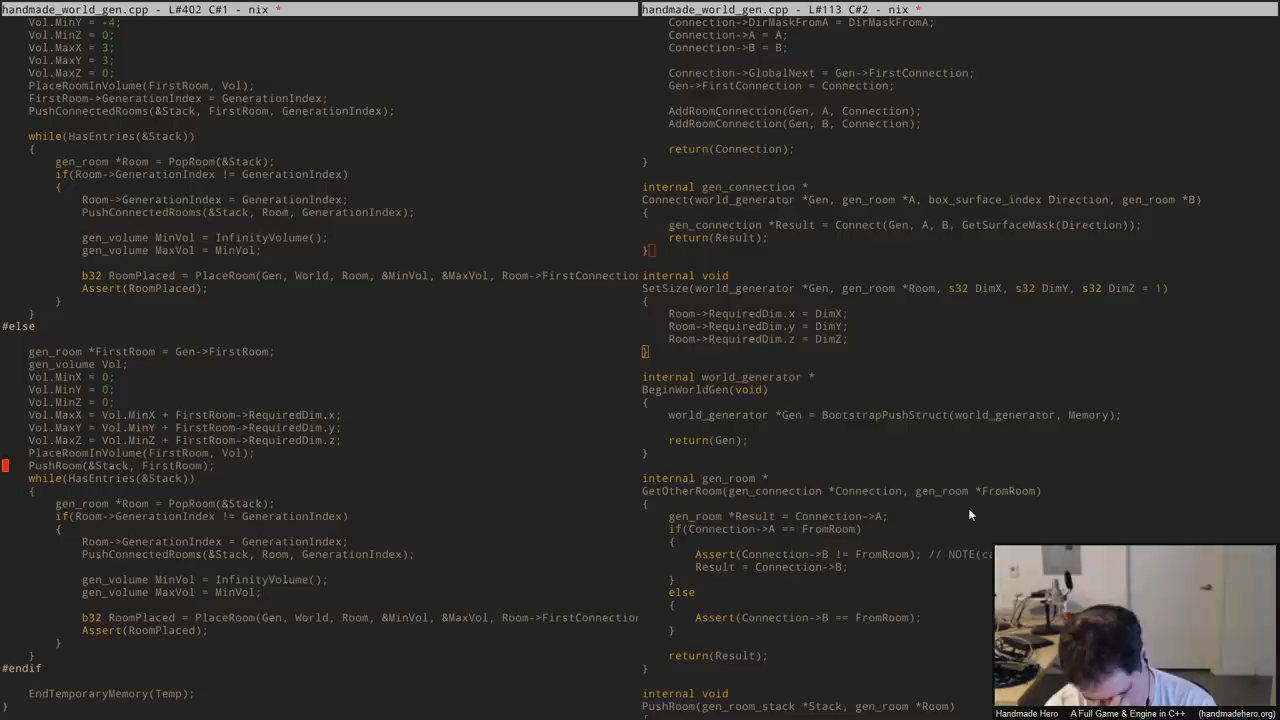 handmade_world_gen.cpp - L#402 C#1 - nix *
Vol.MinY = -4;
Vol.MinZ = 0;
Vol.MaxX = 3;
Vol.MaxY = 3;
Vol.MaxZ = 0;
PlaceRoomInVolume(FirstRoom, Vol);
FirstRoom->GenerationIndex = GenerationIndex;
PushConnectedRooms(&Stack, FirstRoom, GenerationIndex);
while(HasEntries(&Stack))
{
gen_room *Room = PopRoom(&Stack);
if(Room->GenerationIndex != GenerationIndex)
{
Room->GenerationIndex = GenerationIndex;
PushConnectedRooms(&Stack, Room, GenerationIndex);
gen_volume MinVol = InfinityVolume();
gen_volume MaxVol = MinVol;
b32 RoomPlaced = PlaceRoom(Gen, World, Room, &MinVol, &MaxVol, Room->FirstConnection
Assert(RoomPlaced);
}
}
#else
gen_room *FirstRoom = Gen->FirstRoom;
gen_volume Vol;
Vol.MinX = 0;
Vol.MinY = 0;
Vol.MinZ = 0;
Vol.MaxX = Vol.MinX + FirstRoom->RequiredDim.x;
Vol.MaxY = Vol.MinY + FirstRoom->RequiredDim.y;
Vol.MaxZ = Vol.MinZ + FirstRoom->RequiredDim.z;
PlaceRoomInVolume(FirstRoom, Vol);
PushRoom(&Stack, FirstRoom);
while(HasEntries(&Stack))
{
gen_room *Room = PopRoom(&Stack);
if(Room->GenerationIndex != GenerationIndex)
{
Room->GenerationIndex = GenerationIndex;
PushConnectedRooms(&Stack, Room, GenerationIndex);
gen_volume MinVol = InfinityVolume();
gen_volume MaxVol = MinVol;
b32 RoomPlaced = PlaceRoom(Gen, World, Room, &MinVol, &MaxVol, Room->FirstConnection
Assert(RoomPlaced);
}
}
#endif
EndTemporaryMemory(Temp);
}
handmade_world_gen.cpp - L#113 C#2 - nix *
Connection->DirMaskFromA = DirMaskFromA;
Connection->A = A;
Connection->B = B;
Connection->GlobalNext = Gen->FirstConnection;
Gen->FirstConnection = Connection;
AddRoomConnection(Gen, A, Connection);
AddRoomConnection(Gen, B, Connection);
return(Connection);
}
internal gen_connection *
Connect(world_generator *Gen, gen_room *A, box_surface_index Direction, gen_room *B)
{
gen_connection *Result = Connect(Gen, A, B, GetSurfaceMask(Direction));
return(Result);
}
internal void
SetSize(world_generator *Gen, gen_room *Room, s32 DimX, s32 DimY, s32 DimZ = 1)
{
Room->RequiredDim.x = DimX;
Room->RequiredDim.y = DimY;
Room->RequiredDim.z = DimZ;
}
internal world_generator *
BeginWorldGen(void)
{
world_generator *Gen = BootstrapPushStruct(world_generator, Memory);
return(Gen);
}
internal gen_room *
GetOtherRoom(gen_connection *Connection, gen_room *FromRoom)
{
gen_room *Result = Connection->A;
if(Connection->A == FromRoom)
{
Assert(Connection->B != FromRoom); // NOTE(ca
Result = Connection->B;
}
else
{
Assert(Connection->B == FromRoom);
}
return(Result);
}
internal void
PushRoom(gen_room_stack *Stack, gen_room *Room)
{
Handmade Hero A Full Game & Engine in C++ (handmadehero.org)